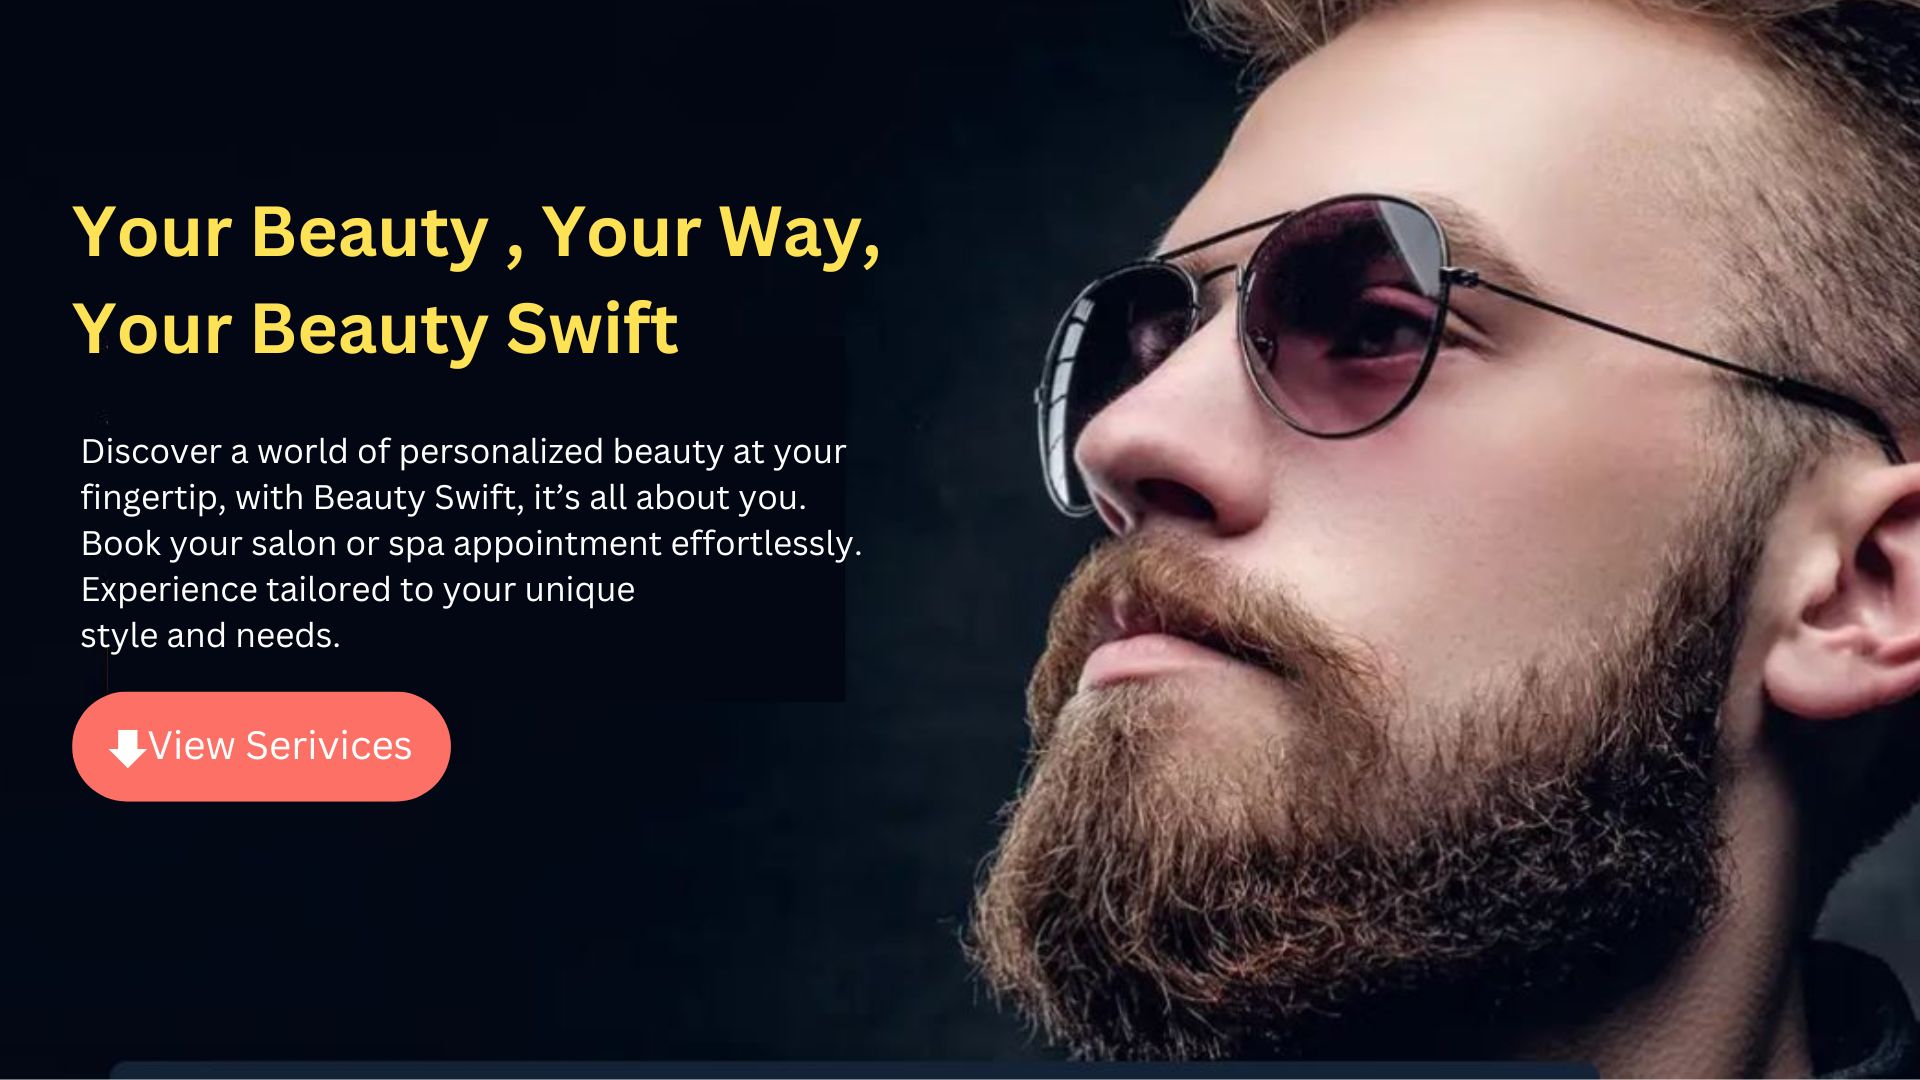 Your Beauty , Your Way,
Your Beauty Swift
Discover a world of personalized beauty at your
fingertip, with Beauty Swift, it’s all about you.
Book your salon or spa appointment effortlessly.
Experience tailored to your unique
style and needs.
View Serivices